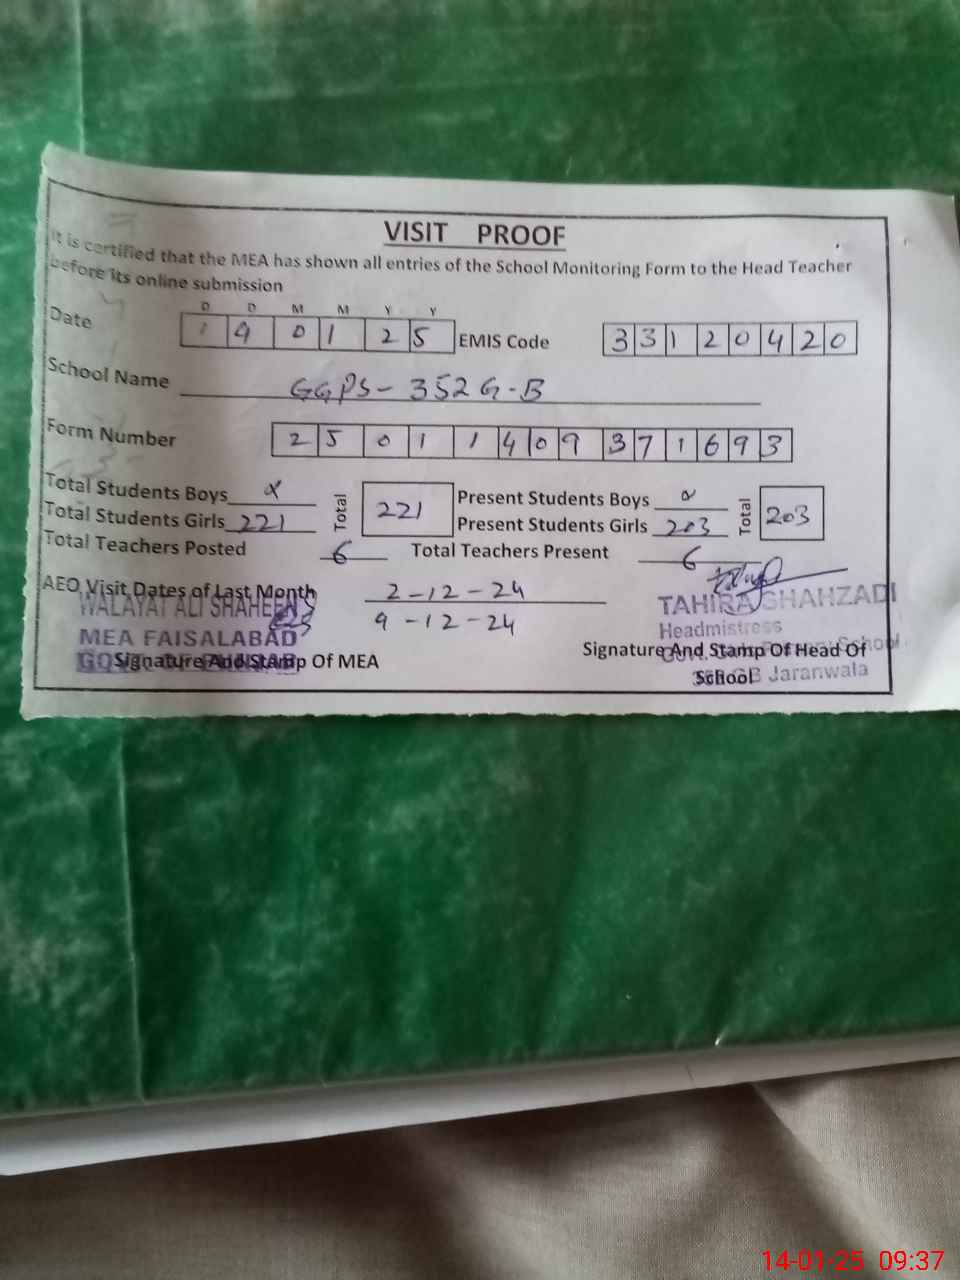 VISIT PROOF
It is certified that the MEA has shown all entries of the School Monitoring Form to the Head Teacher
before its online submission
D D M M Y Y
Date 1 4 0 1 2 5 EMIS Code 3 3 1 2 0 4 2 0
School Name GGPS - 352 G-B
Form Number 2 5 0 1 1 4 0 9 3 7 1 6 9 3
Total Students Boys Total 221 Present Students Boys Total 203
Total Students Girls 221 Present Students Girls 203
Total Teachers Posted 6 Total Teachers Present 6
AEO Visit Dates of Last Month 2-12-24
9-12-24
WALAYAT ALI SHAHEEN
MEA FAISALABAD
GOVT. OF PUNJAB
Signature And Stamp Of MEA
TAHIRA SHAHZADI
Headmistress
School
GB Jaranwala
Signature And Stamp Of Head Of
School
14-01-25 09:37